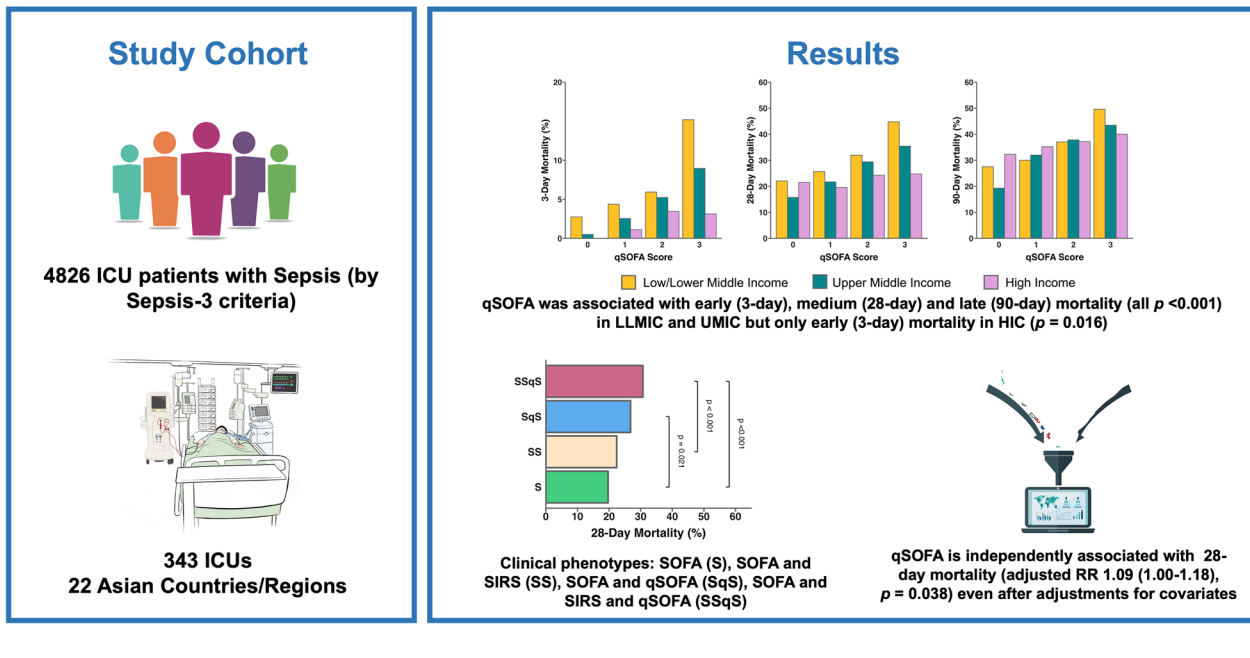 Study Cohort
4826 ICU patients with Sepsis (by
Sepsis-3 criteria)
343 ICUs
22 Asian Countries/Regions
Results
3-Day Mortality (%)
20
10
5
0
0 1 2 3
qSOFA Score
28-Day Mortality (%)
60
50
40
30
20
10
0
0 1 2 3
qSOFA Score
90-Day Mortality (%)
60
50
40
30
20
10
0
0 1 2 3
qSOFA Score
Low/Lower Middle Income
Upper Middle Income
High Income
qSOFA was associated with early (3-day), medium (28-day) and late (90-day) mortality (all p <0.001)
in LLMIC and UMIC but only early (3-day) mortality in HIC (p = 0.016)
SSqS
SqS
SS
S
p = 0.021
p < 0.001
p <0.001
0 10 20 30 40 50 60
28-Day Mortality (%)
Clinical phenotypes: SOFA (S), SOFA and
SIRS (SS), SOFA and qSOFA (SqS), SOFA and
SIRS and qSOFA (SSqS)
qSOFA is independently associated with 28-
day mortality (adjusted RR 1.09 (1.00-1.18),
p = 0.038) even after adjustments for covariates